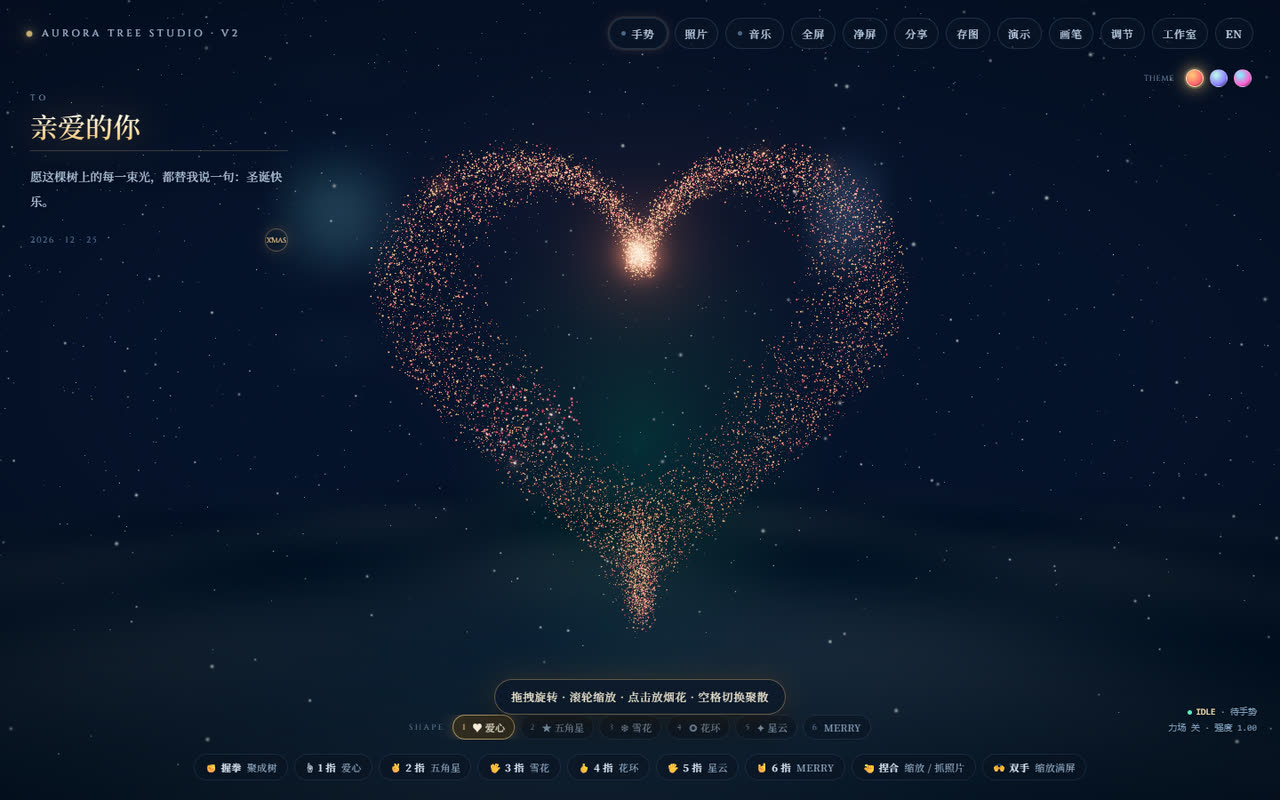 AURORA TREE STUDIO · V2
手势
照片
音乐
全屏
净屏
分享
存图
演示
画笔
调节
工作室
EN
THEME
TO
亲爱的你
愿这棵树上的每一束光，都替我说一句：圣诞快
乐。
2026 · 12 · 25
XMAS
拖拽旋转 · 滚轮缩放 · 点击放烟花 · 空格切换聚散
SHAPE
1 ♥ 爱心
2 ★ 五角星
3 ❄ 雪花
4 ✪ 花环
5 ✦ 星云
6 MERRY
IDLE · 待手势
力场 关 · 强度 1.00
✊ 握拳 聚成树
☝ 1 指 爱心
✌ 2 指 五角星
🖖 3 指 雪花
👆 4 指 花环
🖐 5 指 星云
🤘 6 指 MERRY
🤏 捏合 缩放 / 抓照片
🙌 双手 缩放满屏